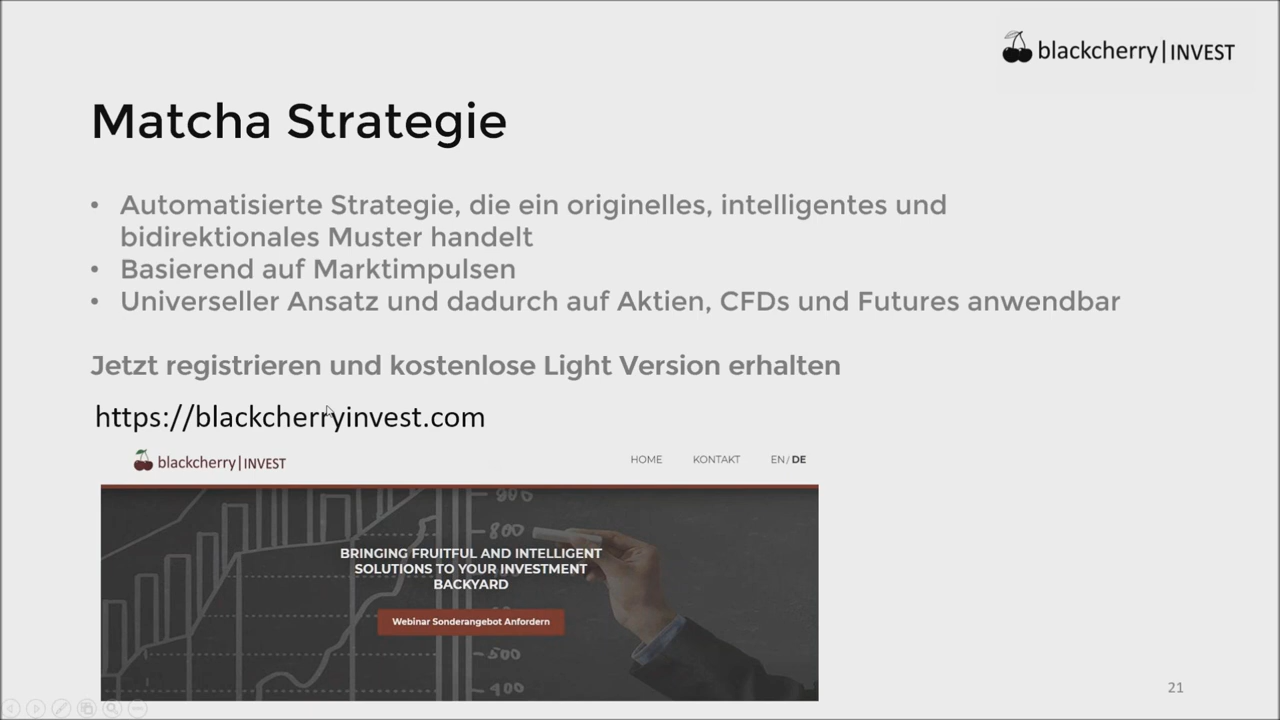 blackcherry|INVEST
Matcha Strategie
• Automatisierte Strategie, die ein originelles, intelligentes und
bidirektionales Muster handelt
• Basierend auf Marktimpulsen
• Universeller Ansatz und dadurch auf Aktien, CFDs und Futures anwendbar
Jetzt registrieren und kostenlose Light Version erhalten
https://blackcherryinvest.com
blackcherry|INVEST
HOME KONTAKT EN/DE
900
800
BRINGING FRUITFUL AND INTELLIGENT
SOLUTIONS TO YOUR INVESTMENT
BACKYARD
Webinar Sonderangebot Anfordern
500
400
21